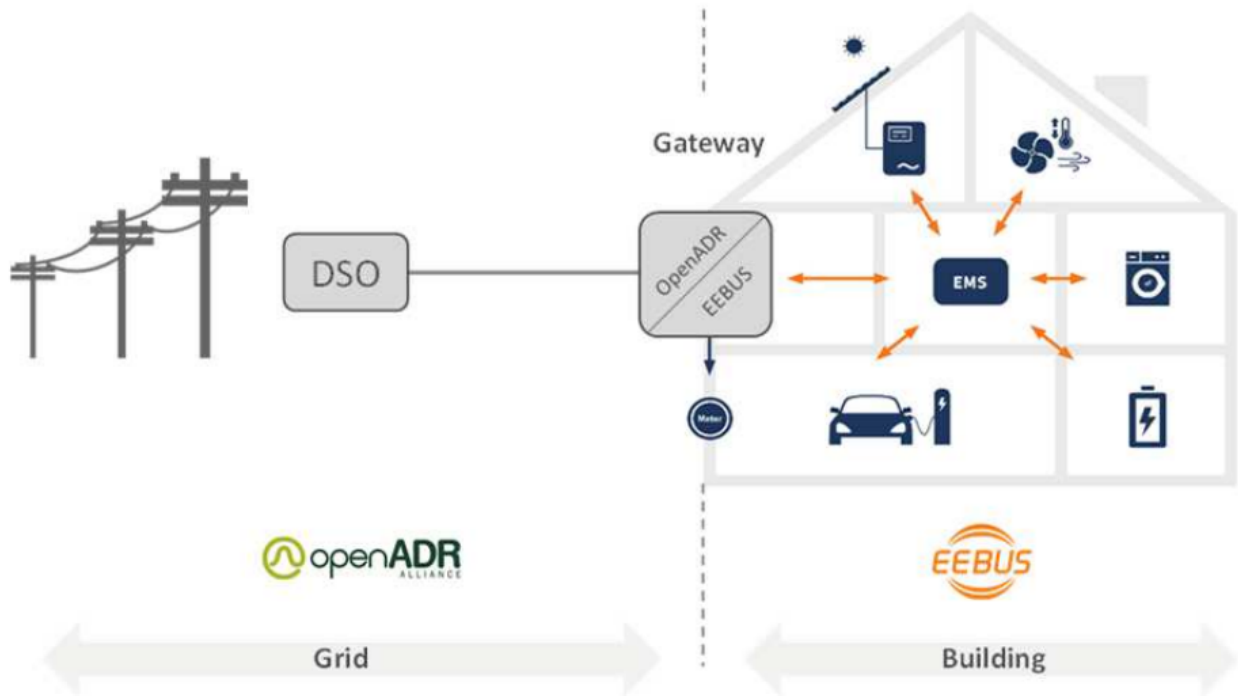 Gateway
DSO
OpenADR
EEBUS
EMS
Meter
openADR
ALLIANCE
EEBUS
Grid
Building